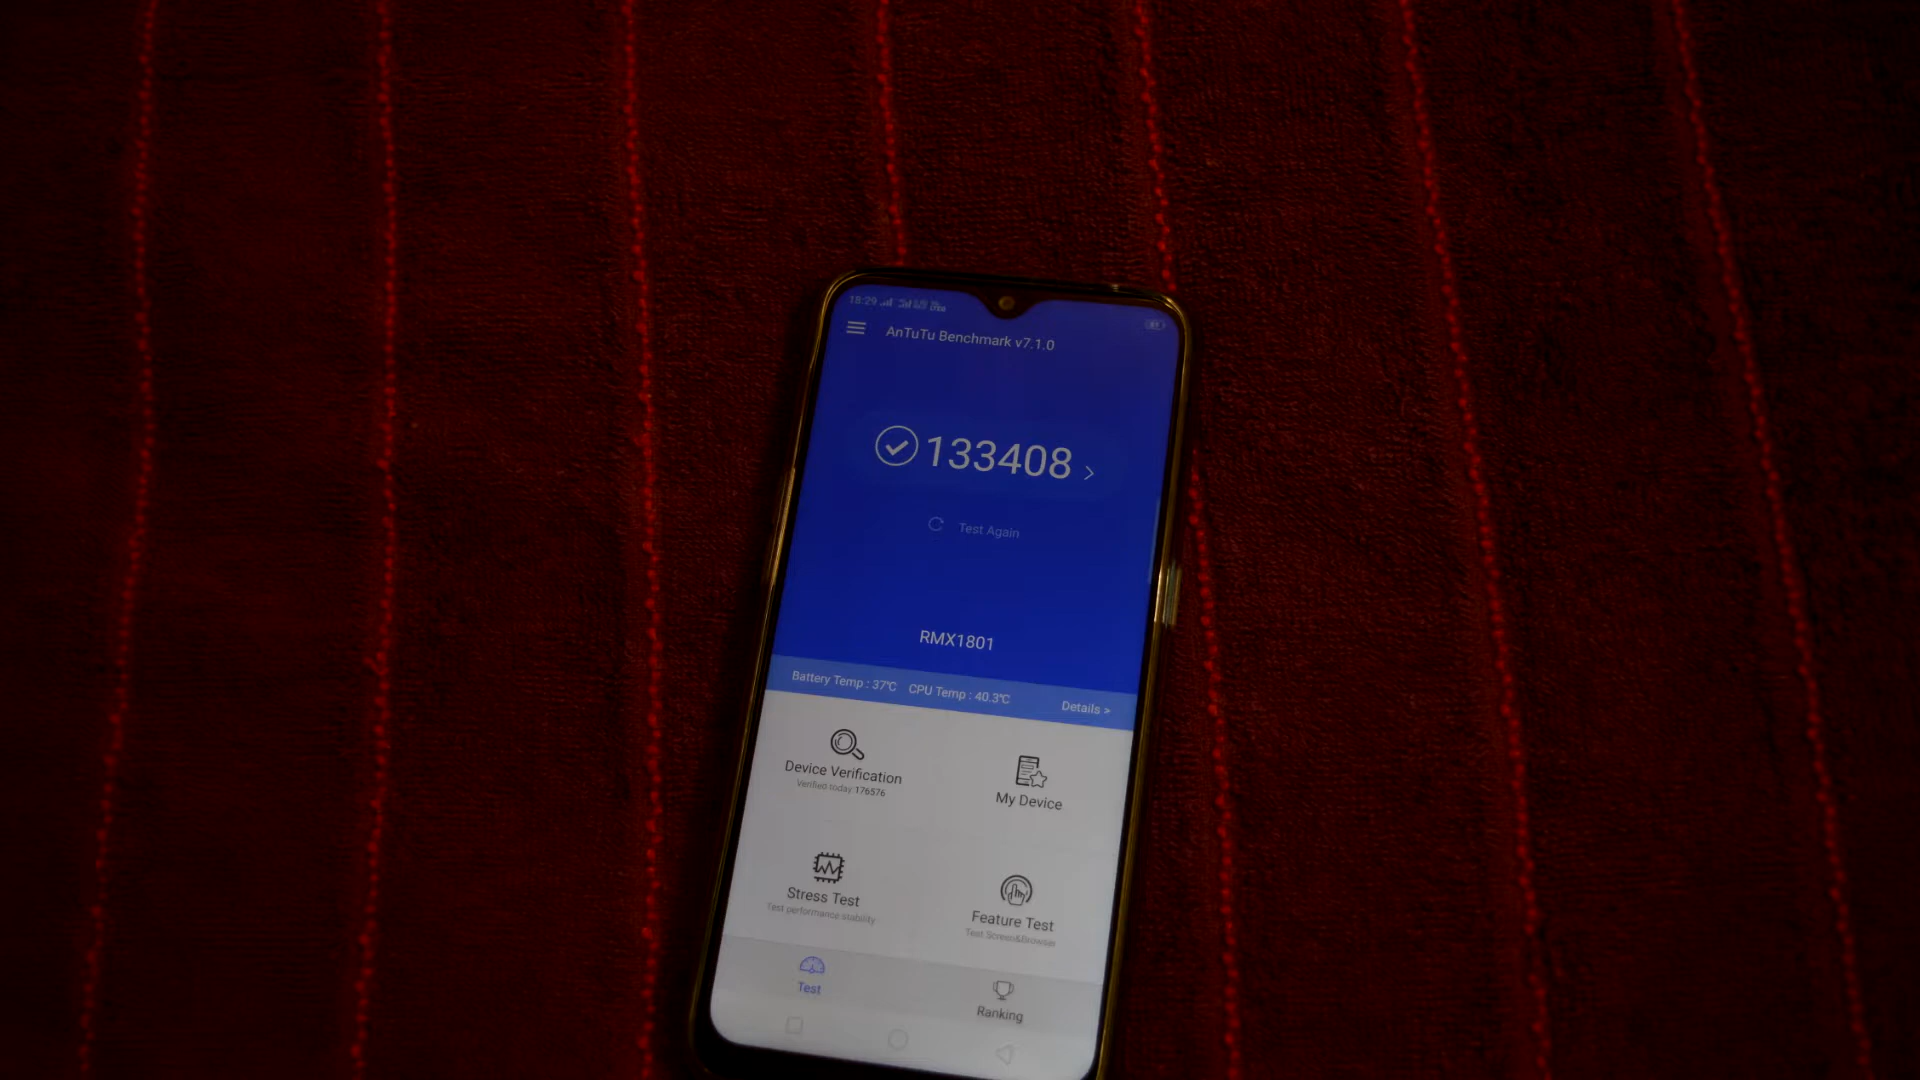 18:29
AnTuTu Benchmark v7.1.0
133408 >
Test Again
RMX1801
Battery Temp : 37℃ CPU Temp : 40.3℃ Details >
Device Verification
Verified today 176576
My Device
Stress Test
Test performance stability
Feature Test
Test Screen&Browser
Test
Ranking